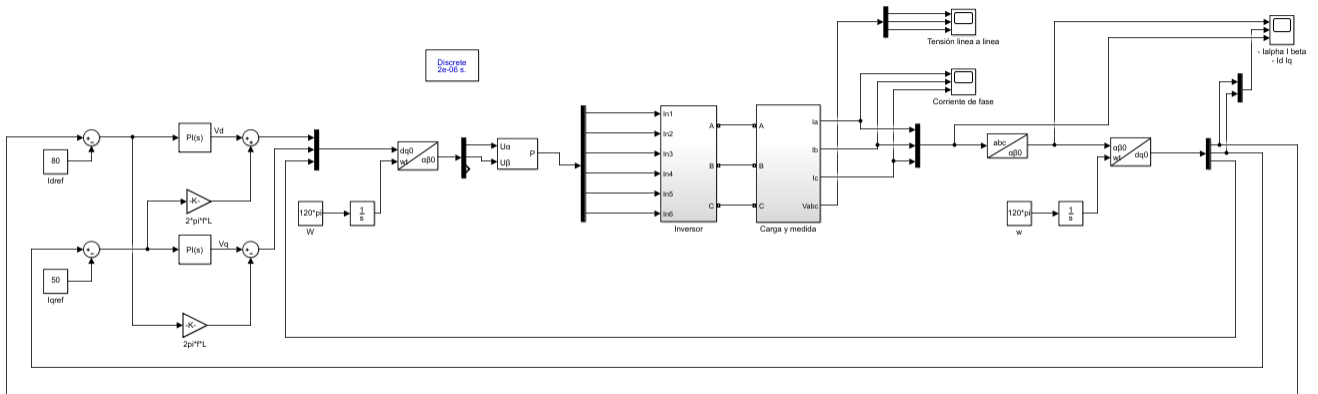 Tensión linea a linea
- Ialpha I beta
- Id Iq
Discrete
2e-06 s.
Corriente de fase
80
Idref
PI(s)
Vd
-K-
2*pi*f*L
dq0
wt
αβ0
120*pi
W
1
s
Uα
Uβ
P
In1
In2
In3
In4
In5
In6
A
B
C
Inversor
A
B
C
Ia
Ib
Ic
Vabc
Carga y medida
abc
αβ0
αβ0
wt
dq0
120*pi
w
1
s
50
Iqref
PI(s)
Vq
-K-
2pi*f*L